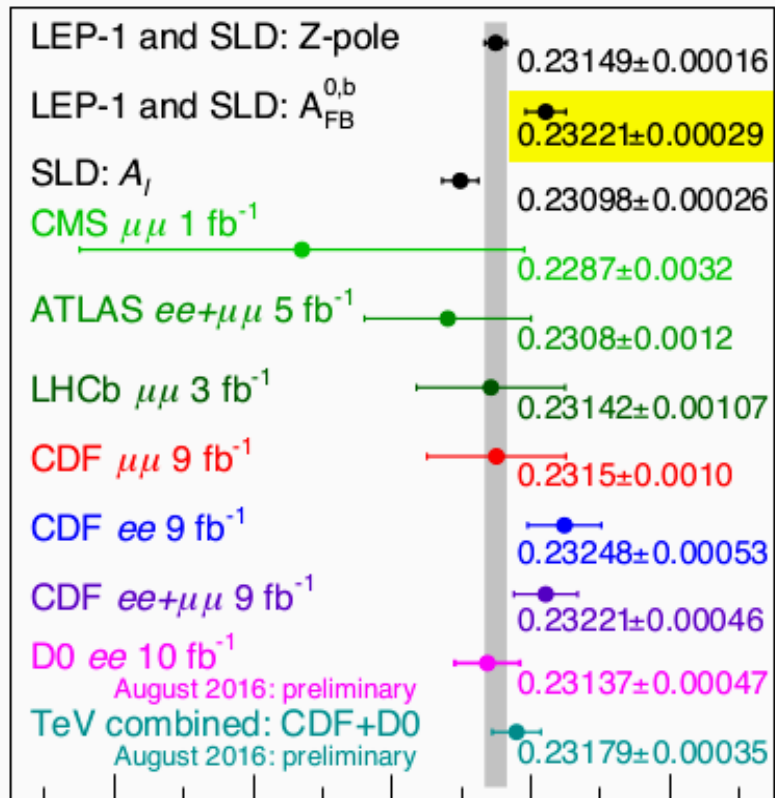 LEP-1 and SLD: Z-pole
0.23149±0.00016
LEP-1 and SLD: A_FB^0,b
0.23221±0.00029
SLD: A_l
0.23098±0.00026
CMS μμ 1 fb⁻¹
0.2287±0.0032
ATLAS ee+μμ 5 fb⁻¹
0.2308±0.0012
LHCb μμ 3 fb⁻¹
0.23142±0.00107
CDF μμ 9 fb⁻¹
0.2315±0.0010
CDF ee 9 fb⁻¹
0.23248±0.00053
CDF ee+μμ 9 fb⁻¹
0.23221±0.00046
D0 ee 10 fb⁻¹
August 2016: preliminary
0.23137±0.00047
TeV combined: CDF+D0
August 2016: preliminary
0.23179±0.00035